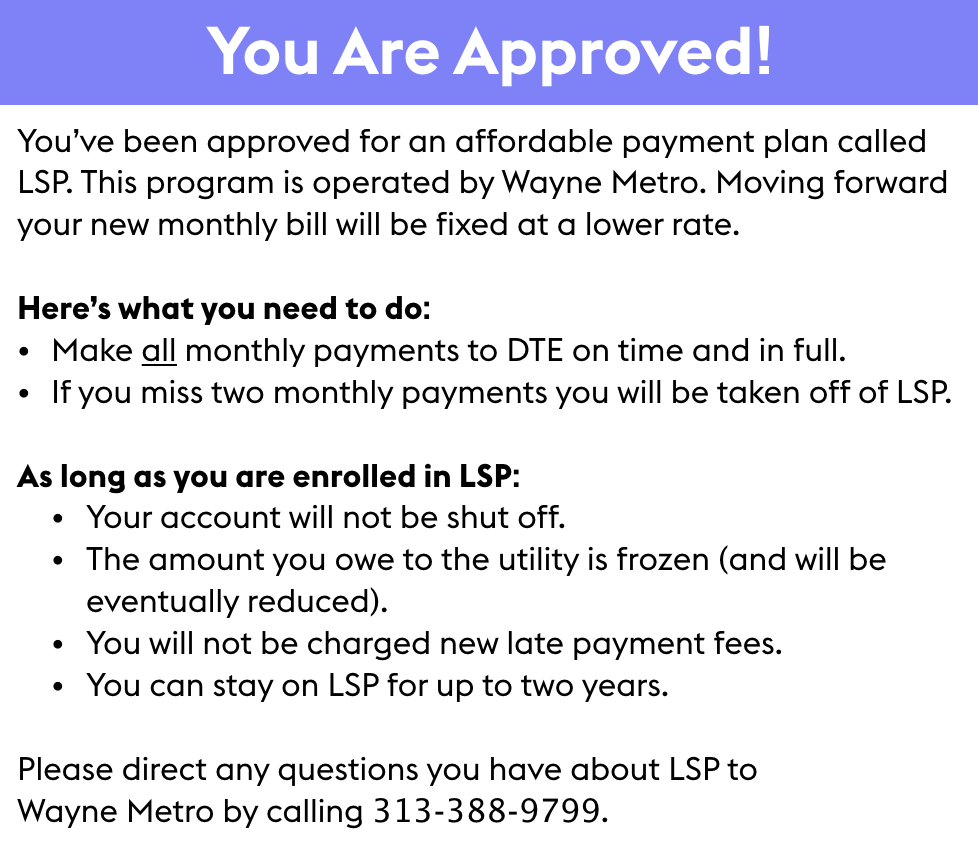 You Are Approved!
You’ve been approved for an affordable payment plan called
LSP. This program is operated by Wayne Metro. Moving forward
your new monthly bill will be fixed at a lower rate.
Here’s what you need to do:
• Make all monthly payments to DTE on time and in full.
• If you miss two monthly payments you will be taken off of LSP.
As long as you are enrolled in LSP:
• Your account will not be shut off.
• The amount you owe to the utility is frozen (and will be
eventually reduced).
• You will not be charged new late payment fees.
• You can stay on LSP for up to two years.
Please direct any questions you have about LSP to
Wayne Metro by calling 313-388-9799.